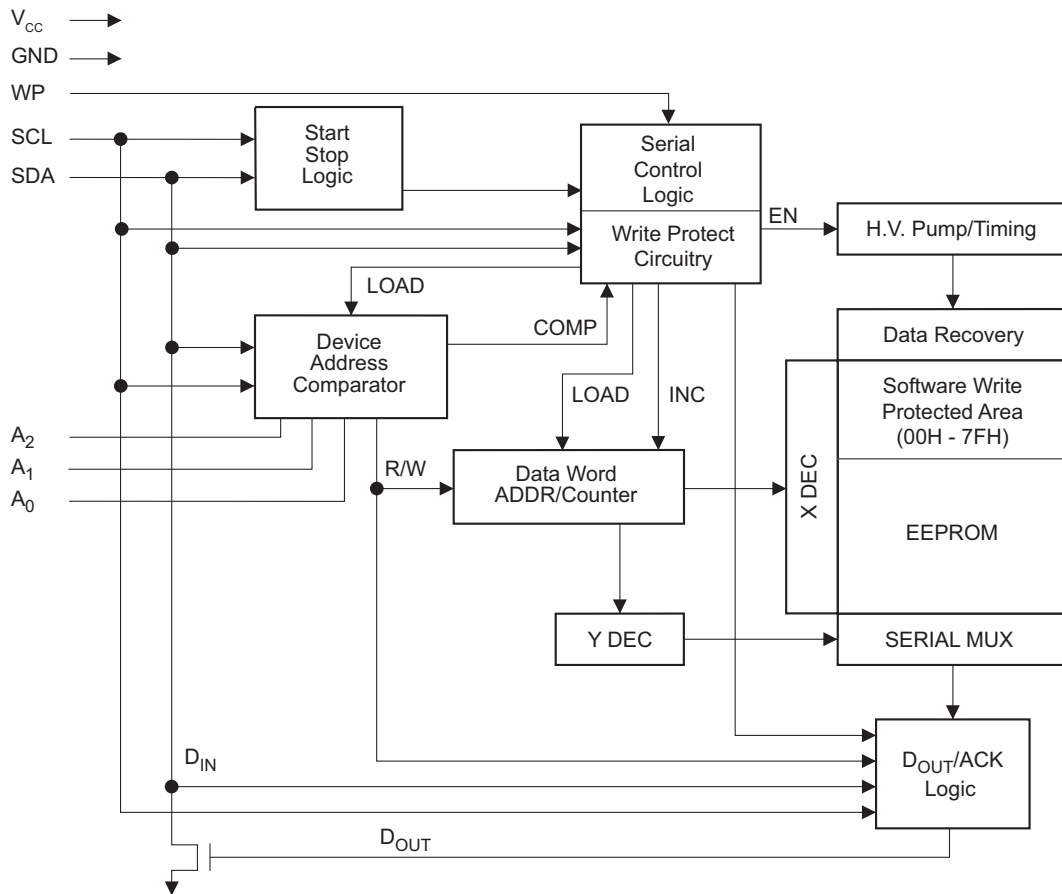 VCC
GND
WP
SCL
SDA
Start
Stop
Logic
Serial
Control
Logic
Write Protect
Circuitry
EN
H.V. Pump/Timing
LOAD
COMP
Device
Address
Comparator
LOAD
INC
Data Recovery
Software Write
Protected Area
(00H - 7FH)
X DEC
EEPROM
A2
A1
A0
R/W
Data Word
ADDR/Counter
Y DEC
SERIAL MUX
DIN
DOUT/ACK
Logic
DOUT